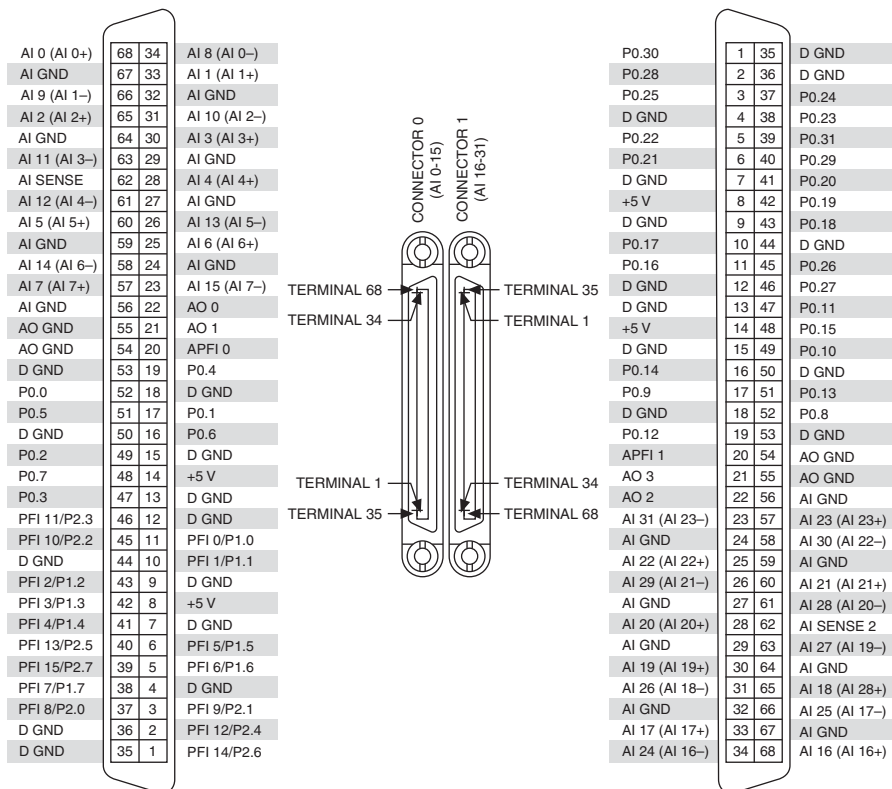 AI 0 (AI 0+) 68 34 AI 8 (AI 0–)
AI GND 67 33 AI 1 (AI 1+)
AI 9 (AI 1–) 66 32 AI GND
AI 2 (AI 2+) 65 31 AI 10 (AI 2–)
AI GND 64 30 AI 3 (AI 3+)
AI 11 (AI 3–) 63 29 AI GND
AI SENSE 62 28 AI 4 (AI 4+)
AI 12 (AI 4–) 61 27 AI GND
AI 5 (AI 5+) 60 26 AI 13 (AI 5–)
AI GND 59 25 AI 6 (AI 6+)
AI 14 (AI 6–) 58 24 AI GND
AI 7 (AI 7+) 57 23 AI 15 (AI 7–)
AI GND 56 22 AO 0
AO GND 55 21 AO 1
AO GND 54 20 APFI 0
D GND 53 19 P0.4
P0.0 52 18 D GND
P0.5 51 17 P0.1
D GND 50 16 P0.6
P0.2 49 15 D GND
P0.7 48 14 +5 V
P0.3 47 13 D GND
PFI 11/P2.3 46 12 D GND
PFI 10/P2.2 45 11 PFI 0/P1.0
D GND 44 10 PFI 1/P1.1
PFI 2/P1.2 43 9 D GND
PFI 3/P1.3 42 8 +5 V
PFI 4/P1.4 41 7 D GND
PFI 13/P2.5 40 6 PFI 5/P1.5
PFI 15/P2.7 39 5 PFI 6/P1.6
PFI 7/P1.7 38 4 D GND
PFI 8/P2.0 37 3 PFI 9/P2.1
D GND 36 2 PFI 12/P2.4
D GND 35 1 PFI 14/P2.6
CONNECTOR 0
(AI 0-15)
CONNECTOR 1
(AI 16-31)
TERMINAL 68
TERMINAL 34
TERMINAL 35
TERMINAL 1
TERMINAL 1
TERMINAL 35
TERMINAL 34
TERMINAL 68
P0.30 1 35 D GND
P0.28 2 36 D GND
P0.25 3 37 P0.24
D GND 4 38 P0.23
P0.22 5 39 P0.31
P0.21 6 40 P0.29
D GND 7 41 P0.20
+5 V 8 42 P0.19
D GND 9 43 P0.18
P0.17 10 44 D GND
P0.16 11 45 P0.26
D GND 12 46 P0.27
D GND 13 47 P0.11
+5 V 14 48 P0.15
D GND 15 49 P0.10
P0.14 16 50 D GND
P0.9 17 51 P0.13
D GND 18 52 P0.8
P0.12 19 53 D GND
APFI 1 20 54 AO GND
AO 3 21 55 AO GND
AO 2 22 56 AI GND
AI 31 (AI 23–) 23 57 AI 23 (AI 23+)
AI GND 24 58 AI 30 (AI 22–)
AI 22 (AI 22+) 25 59 AI GND
AI 29 (AI 21–) 26 60 AI 21 (AI 21+)
AI GND 27 61 AI 28 (AI 20–)
AI 20 (AI 20+) 28 62 AI SENSE 2
AI GND 29 63 AI 27 (AI 19–)
AI 19 (AI 19+) 30 64 AI GND
AI 26 (AI 18–) 31 65 AI 18 (AI 28+)
AI GND 32 66 AI 25 (AI 17–)
AI 17 (AI 17+) 33 67 AI GND
AI 24 (AI 16–) 34 68 AI 16 (AI 16+)